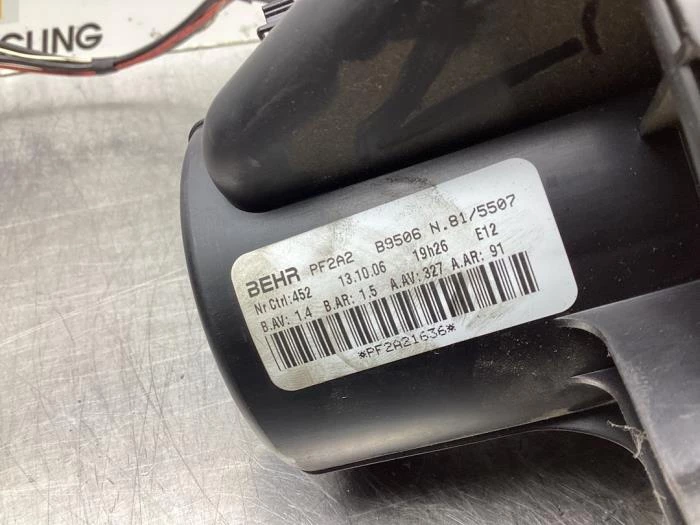 CLING
BEHR PF2A2 B9506 N.81/5507
Nr Ctrl:452 13.10.06 19h26 E12
B.AV: 1.4 B.AR: 1.5 A.AV: 327 A.AR: 91
*PF2A21636*